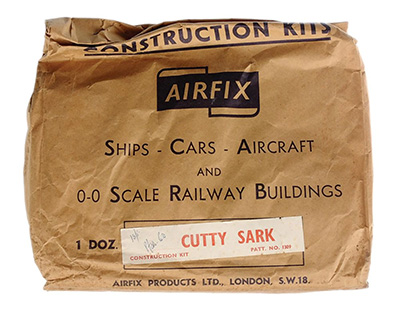 CONSTRUCTION KITS
AIRFIX
SHIPS - CARS - AIRCRAFT
AND
0-0 SCALE RAILWAY BUILDINGS
1 DOZ. CUTTY SARK
CONSTRUCTION KIT PATT. NO. 1309
AIRFIX PRODUCTS LTD., LONDON, S.W.18.